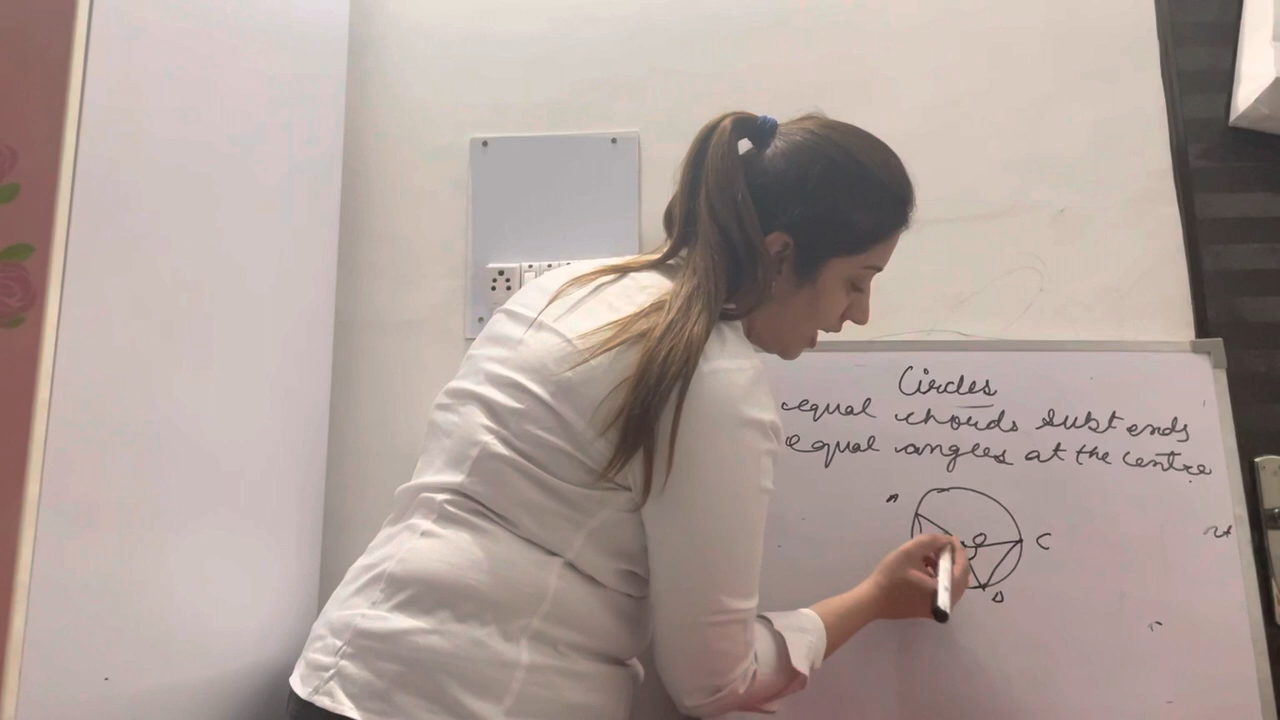 Circles
equal chords subtends
equal angles at the centre
A
O
C
D